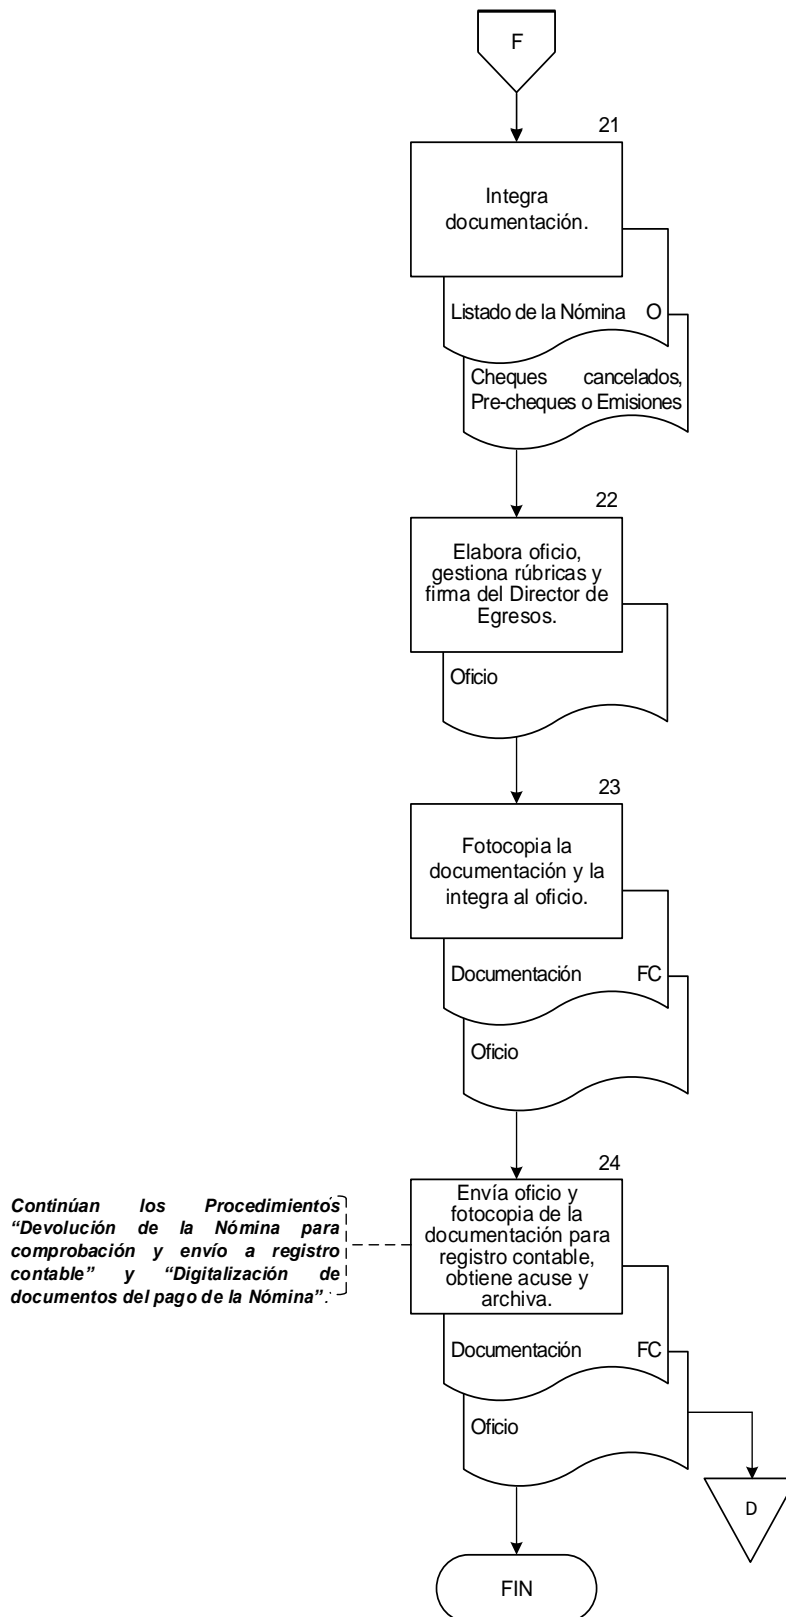 F
21
Integra
documentación.
Listado de la Nómina O
Cheques cancelados,
Pre-cheques o Emisiones
22
Elabora oficio,
gestiona rúbricas y
firma del Director de
Egresos.
Oficio
23
Fotocopia la
documentación y la
integra al oficio.
Documentación FC
Oficio
24
Envía oficio y
fotocopia de la
documentación para
registro contable,
obtiene acuse y
archiva.
Continúan los Procedimientos
“Devolución de la Nómina para
comprobación y envío a registro
contable” y “Digitalización de
documentos del pago de la Nómina”.
Documentación FC
Oficio
D
FIN